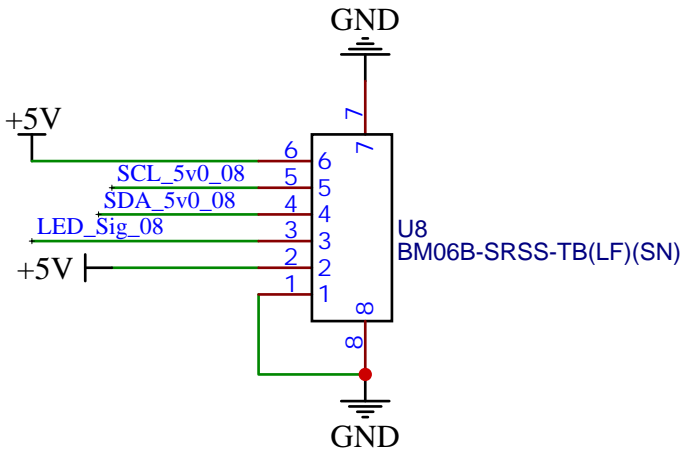 GND
7
7
+5V
6 6
SCL_5v0_08
5 5
SDA_5v0_08
4 4
LED_Sig_08
3 3
U8
BM06B-SRSS-TB(LF)(SN)
+5V
2 2
1 1
8
8
GND